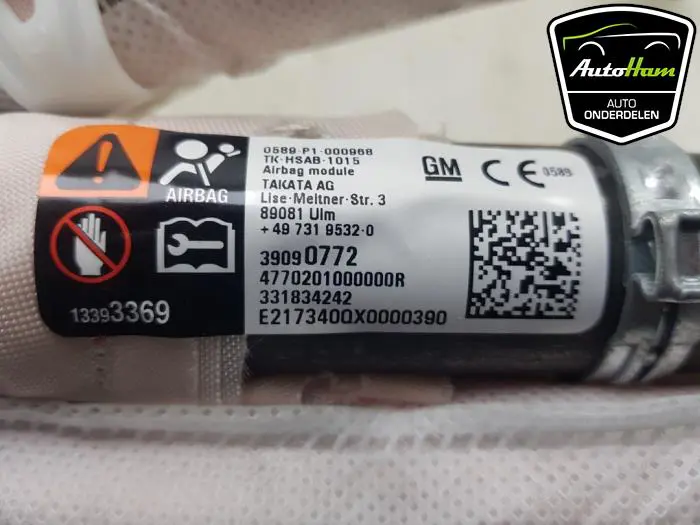 AutoHam
AUTO
ONDERDELEN
0589-P1-000968
TK-HSAB-1015
Airbag module
TAKATA AG
Lise-Meitner-Str. 3
89081 Ulm
+49 731 9532-0
GM
CE 0589
AIRBAG
39090772
4770201000000R
331834242
E217340QX0000390
13393369